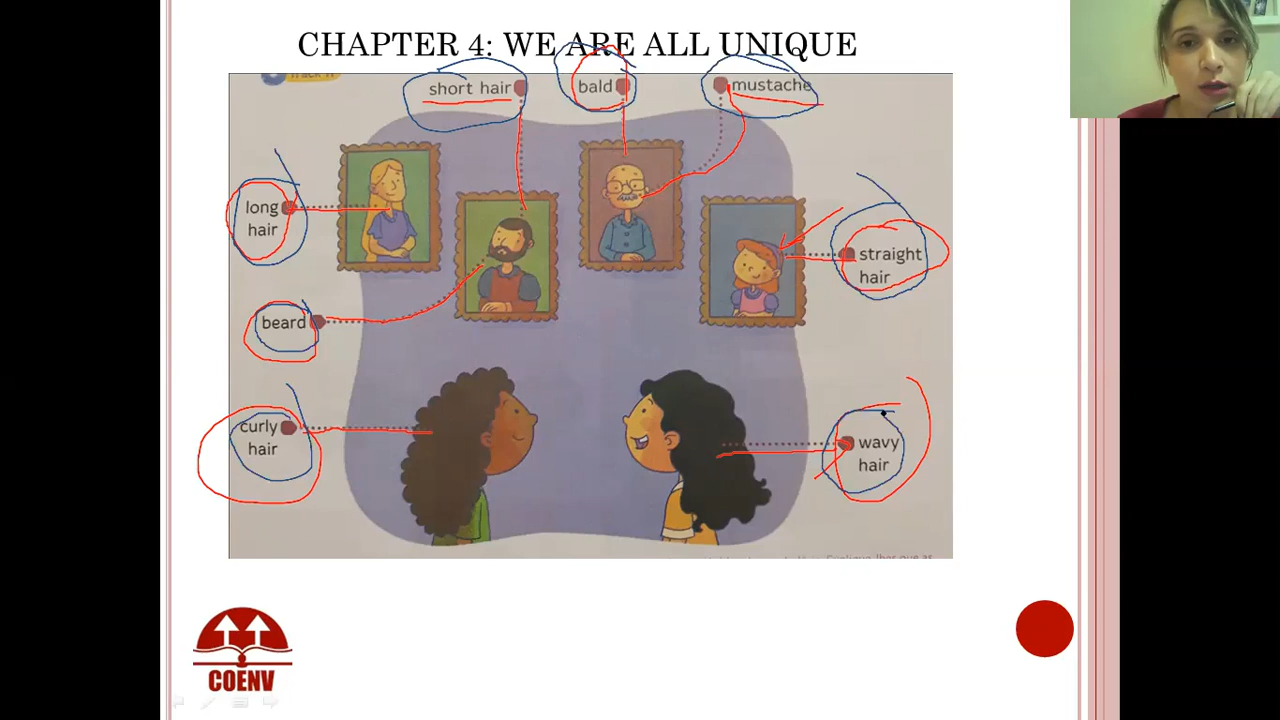 CHAPTER 4: WE ARE ALL UNIQUE
short hair
bald
mustache
long
hair
straight
hair
beard
curly
hair
wavy
hair
COENV